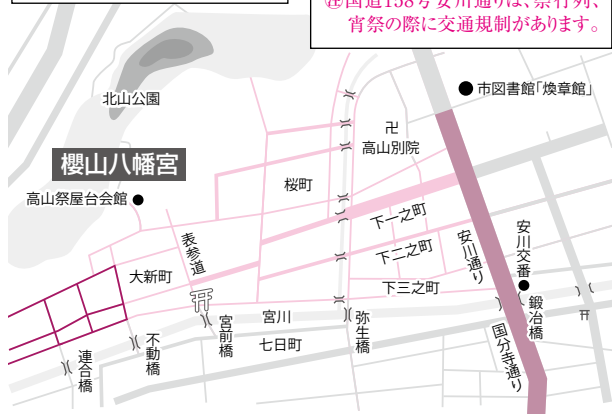 ㊟国道158号安川通りは、祭行列、
宵祭の際に交通規制があります。
北山公園
市図書館「煥章館」
卍
高山別院
櫻山八幡宮
桜町
高山祭屋台会館
下一之町
表参道
下二之町
安川通り
安川交番
大新町
下三之町
宮川
宮前橋
弥生橋
鍛冶橋
七日町
不動橋
連合橋
国分寺通り